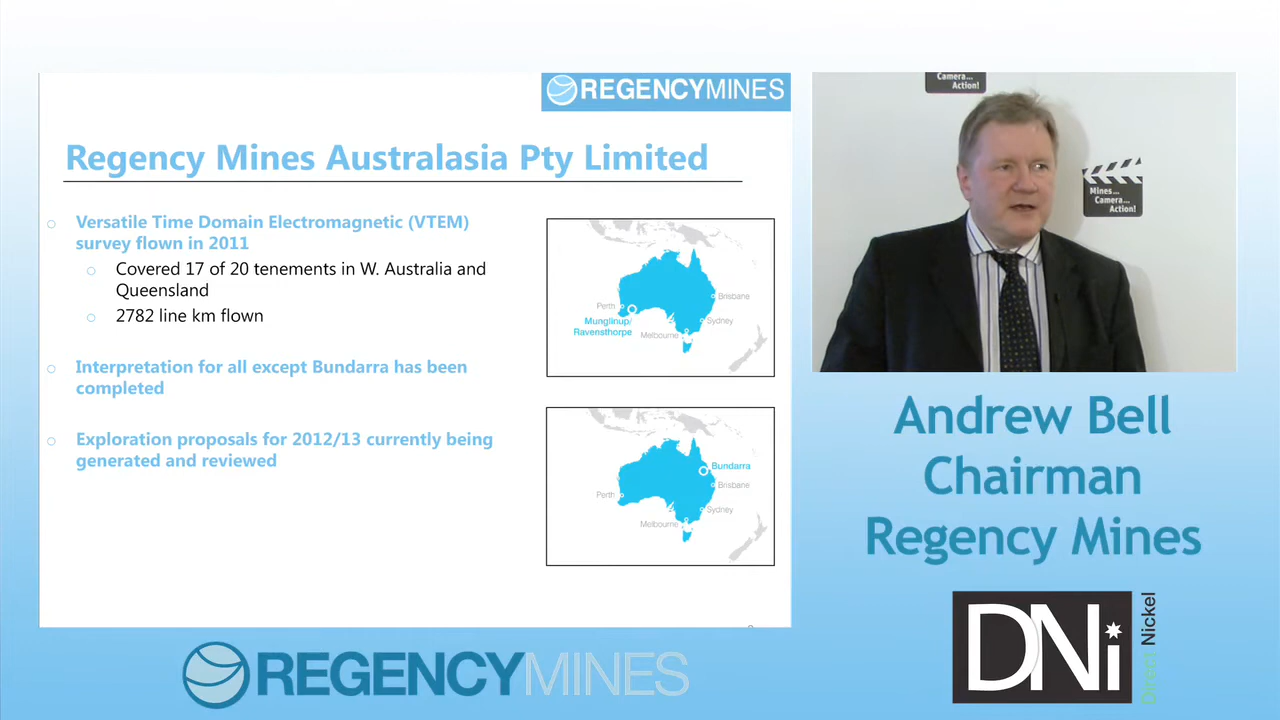 REGENCYMINES
Regency Mines Australasia Pty Limited
Versatile Time Domain Electromagnetic (VTEM)
survey flown in 2011
Covered 17 of 20 tenements in W. Australia and
Queensland
2782 line km flown
Interpretation for all except Bundarra has been
completed
Exploration proposals for 2012/13 currently being
generated and reviewed
Brisbane
Perth
Munglinup/
Ravensthorpe
Sydney
Melbourne
Bundarra
Brisbane
Perth
Sydney
Melbourne
Camera...
Action!
Mines...
Camera...
Action!
Andrew Bell
Chairman
Regency Mines
REGENCYMINES
DNi
Direct Nickel